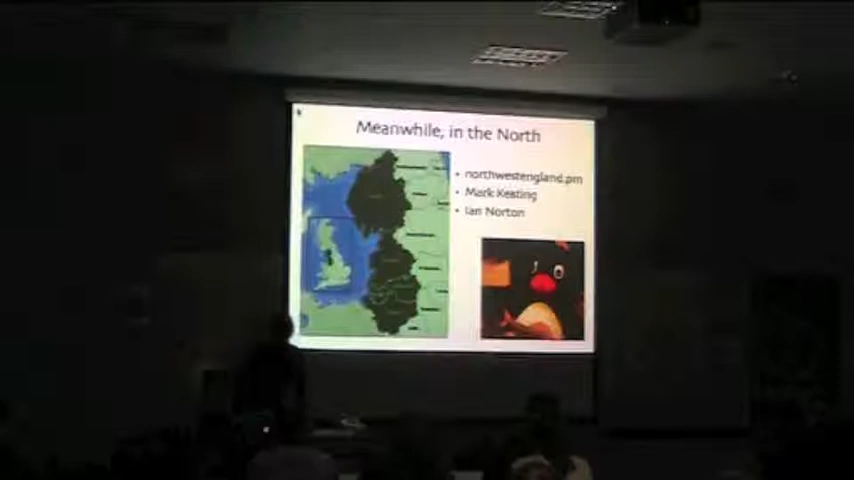 Meanwhile, in the North
• northwestengland.pm
• Mark Keating
• Ian Norton